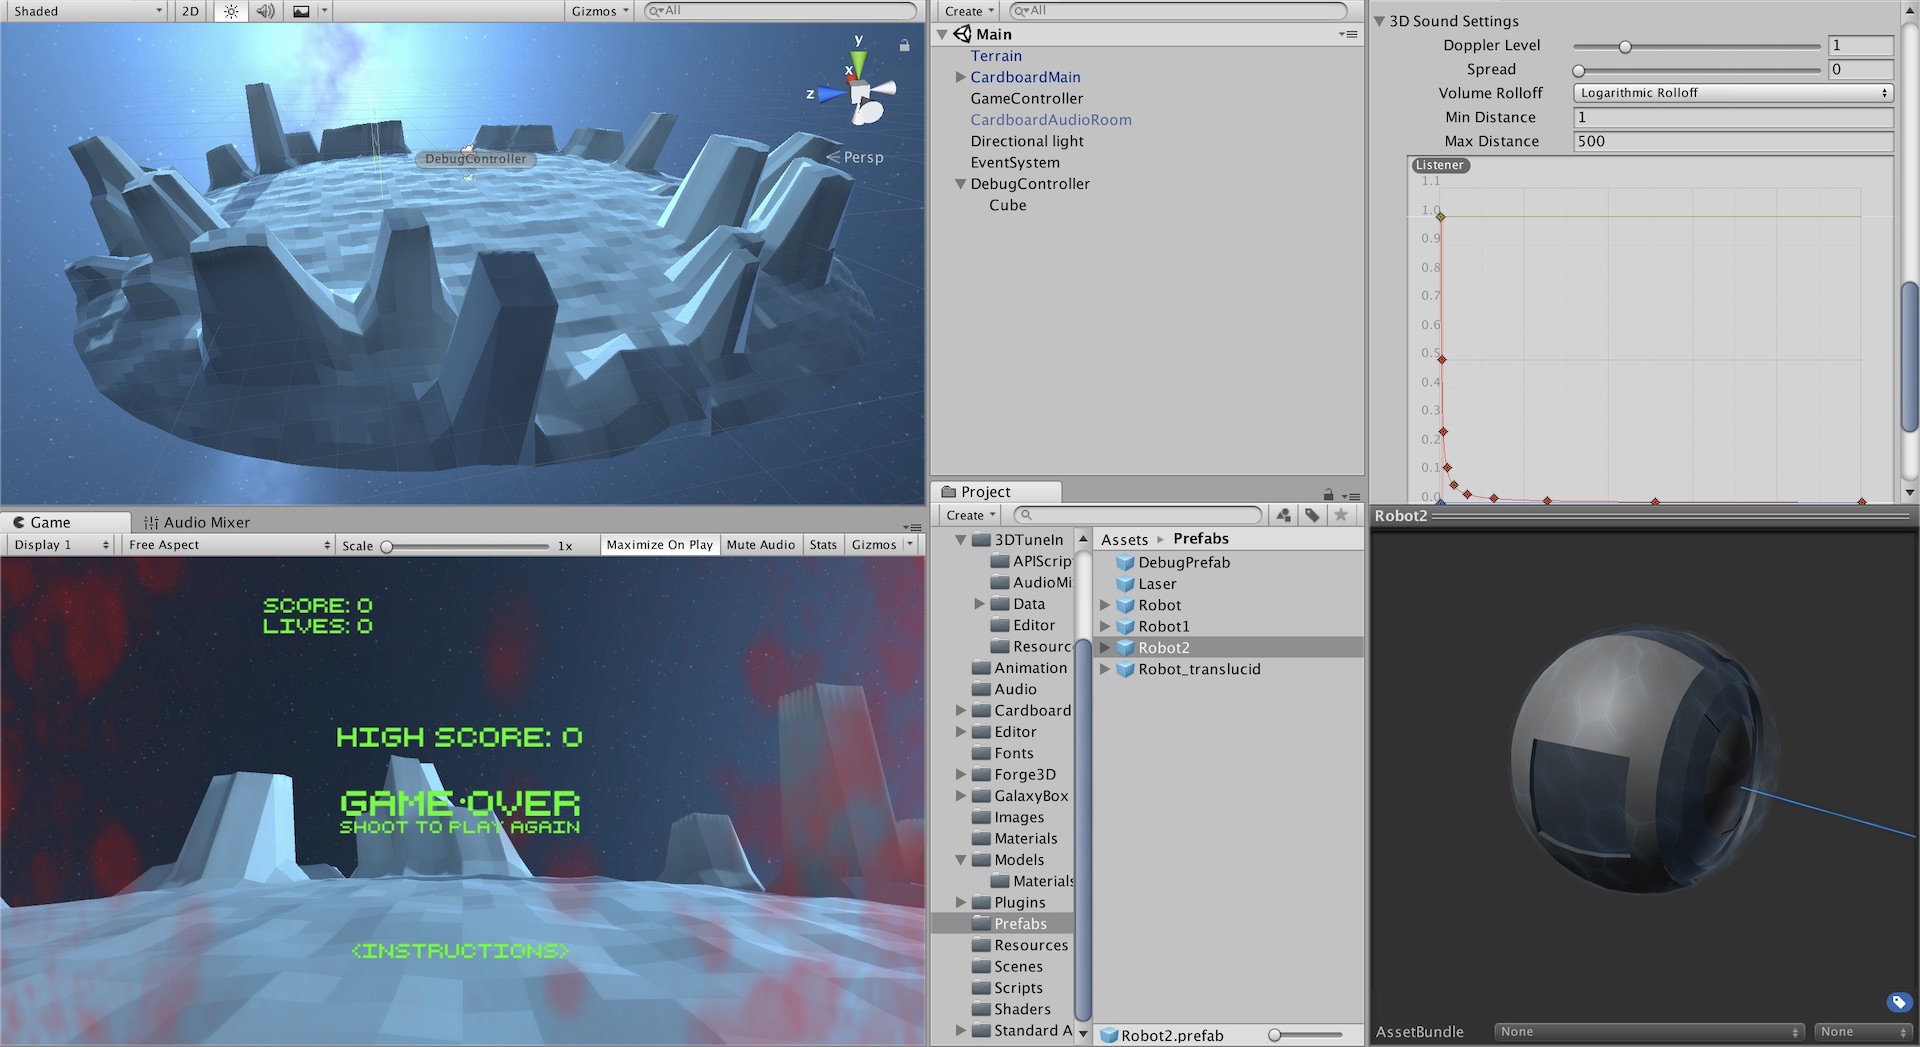 Shaded
2D
Gizmos
All
y
x
z
Persp
DebugController
Game
Audio Mixer
Display 1
Free Aspect
Scale
1x
Maximize On Play
Mute Audio
Stats
Gizmos
SCORE: 0
LIVES: 0
HIGH SCORE: 0
GAME OVER
SHOOT TO PLAY AGAIN
<INSTRUCTIONS>
Create
All
Main
Terrain
CardboardMain
GameController
CardboardAudioRoom
Directional light
EventSystem
DebugController
Cube
Project
Create
3DTuneIn
APIScrip
AudioMi
Data
Editor
Resourc
Animation
Audio
Cardboard
Editor
Fonts
Forge3D
GalaxyBox
Images
Materials
Models
Materials
Plugins
Prefabs
Resources
Scenes
Scripts
Shaders
Standard A
Assets
Prefabs
DebugPrefab
Laser
Robot
Robot1
Robot2
Robot_translucid
Robot2.prefab
3D Sound Settings
Doppler Level
1
Spread
0
Volume Rolloff
Logarithmic Rolloff
Min Distance
1
Max Distance
500
Listener
1.1
1.0
0.9
0.8
0.7
0.6
0.5
0.4
0.3
0.2
0.1
0.0
Robot2
AssetBundle
None
None